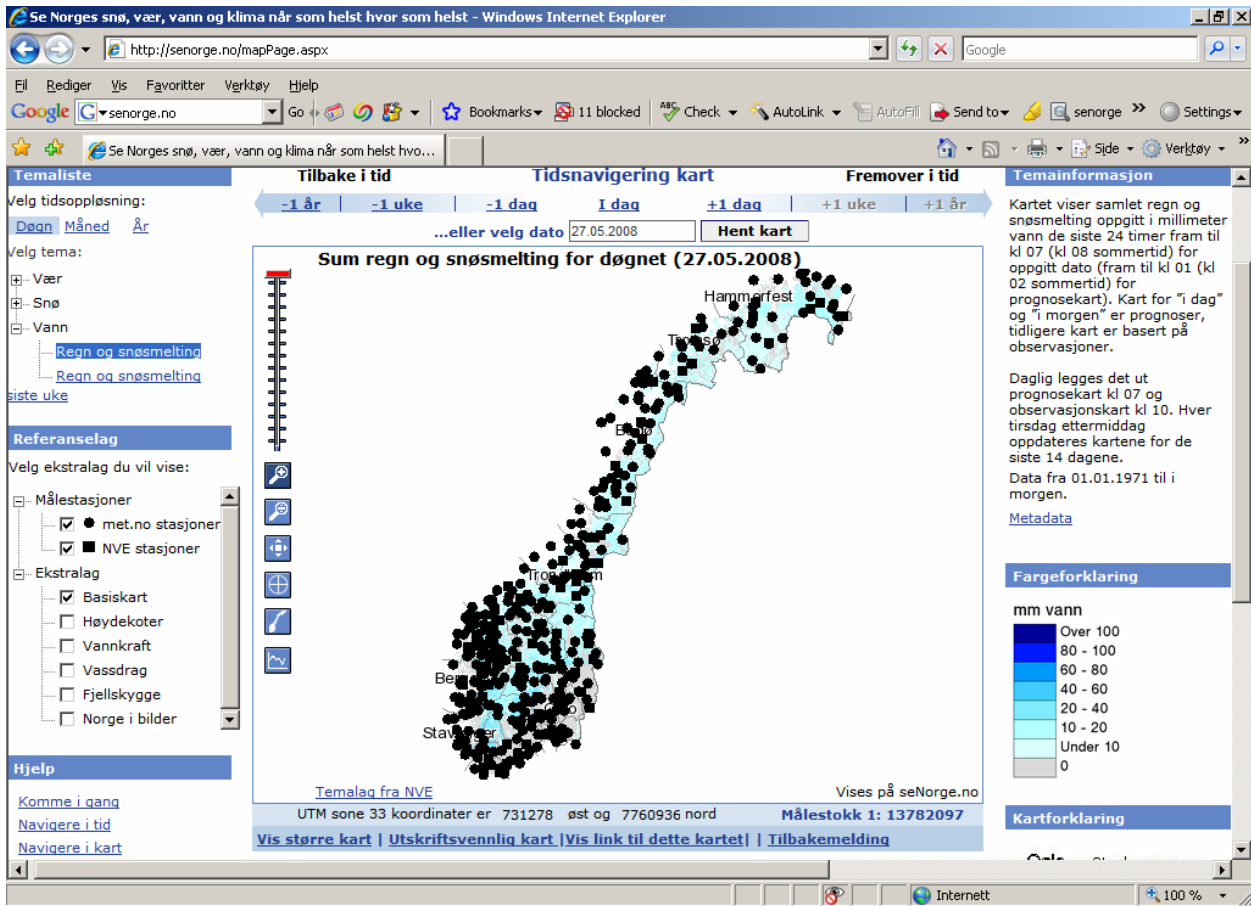 Se Norges snø, vær, vann og klima når som helst hvor som helst - Windows Internet Explorer
http://senorge.no/mapPage.aspx
Google
Fil Rediger Vis Favoritter Verktøy Hjelp
Google senorge.no Go Bookmarks 11 blocked Check AutoLink AutoFill Send to senorge Settings
Se Norges snø, vær, vann og klima når som helst hvo...
Side Verktøy
Temaliste
Velg tidsoppløsning:
Døgn Måned År
Velg tema:
Vær
Snø
Vann
Regn og snøsmelting
Regn og snøsmelting
siste uke
Referanselag
Velg ekstralag du vil vise:
Målestasjoner
met.no stasjoner
NVE stasjoner
Ekstralag
Basiskart
Høydekoter
Vannkraft
Vassdrag
Fjellskygge
Norge i bilder
Hjelp
Komme i gang
Navigere i tid
Navigere i kart
Tilbake i tid Tidsnavigering kart Fremover i tid
-1 år | -1 uke | -1 dag I dag +1 dag | +1 uke | +1 år
...eller velg dato 27.05.2008 Hent kart
Sum regn og snøsmelting for døgnet (27.05.2008)
Hammerfest
Temalag fra NVE
Vises på seNorge.no
UTM sone 33 koordinater er 731278 øst og 7760936 nord Målestokk 1: 13782097
Vis større kart | Utskriftsvennlig kart |Vis link til dette kartet| | Tilbakemelding
Temainformasjon
Kartet viser samlet regn og
snøsmelting oppgitt i millimeter
vann de siste 24 timer fram til
kl 07 (kl 08 sommertid) for
oppgitt dato (fram til kl 01 (kl
02 sommertid) for
prognosekart). Kart for "i dag"
og "i morgen" er prognoser,
tidligere kart er basert på
observasjoner.
Daglig legges det ut
prognosekart kl 07 og
observasjonskart kl 10. Hver
tirsdag ettermiddag
oppdateres kartene for de
siste 14 dagene.
Data fra 01.01.1971 til i
morgen.
Metadata
Fargeforklaring
mm vann
Over 100
80 - 100
60 - 80
40 - 60
20 - 40
10 - 20
Under 10
0
Kartforklaring
Internett
100 %